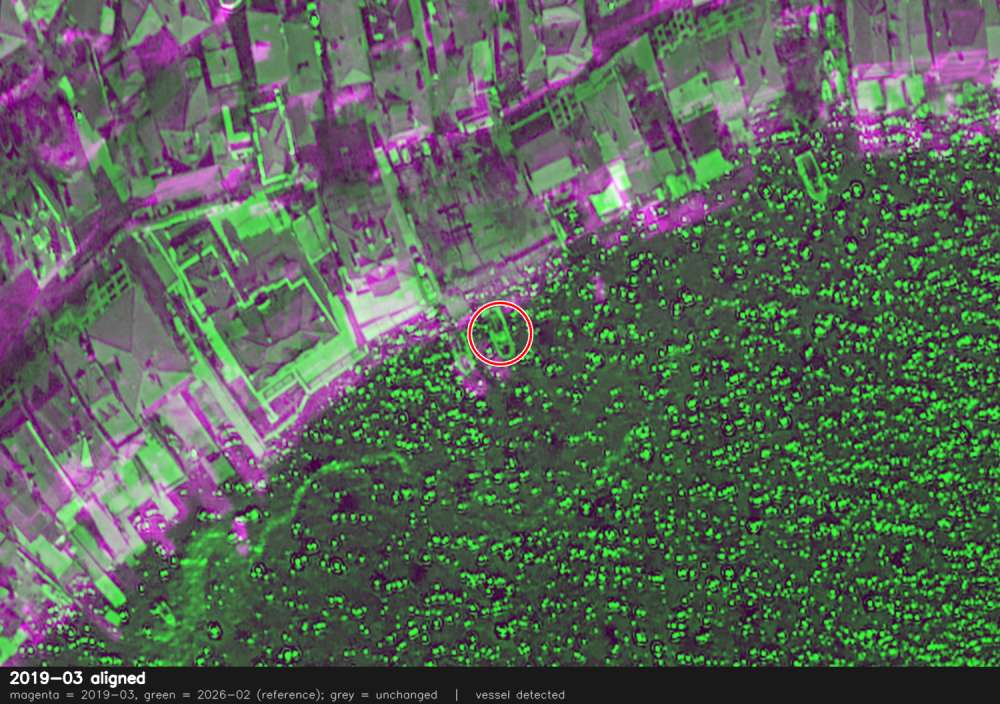 2019-03 aligned
magenta = 2019-03, green = 2026-02 (reference); grey = unchanged | vessel detected